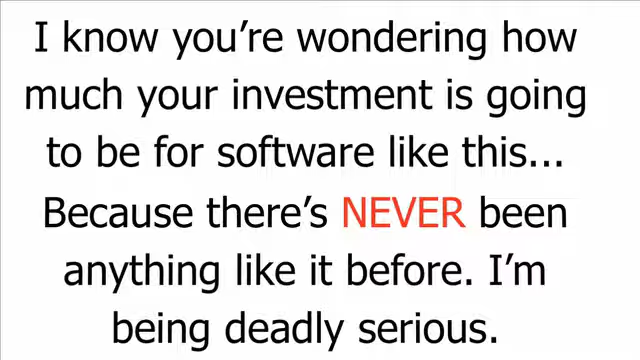 I know you’re wondering how
much your investment is going
to be for software like this...
Because there’s NEVER been
anything like it before. I’m
being deadly serious.